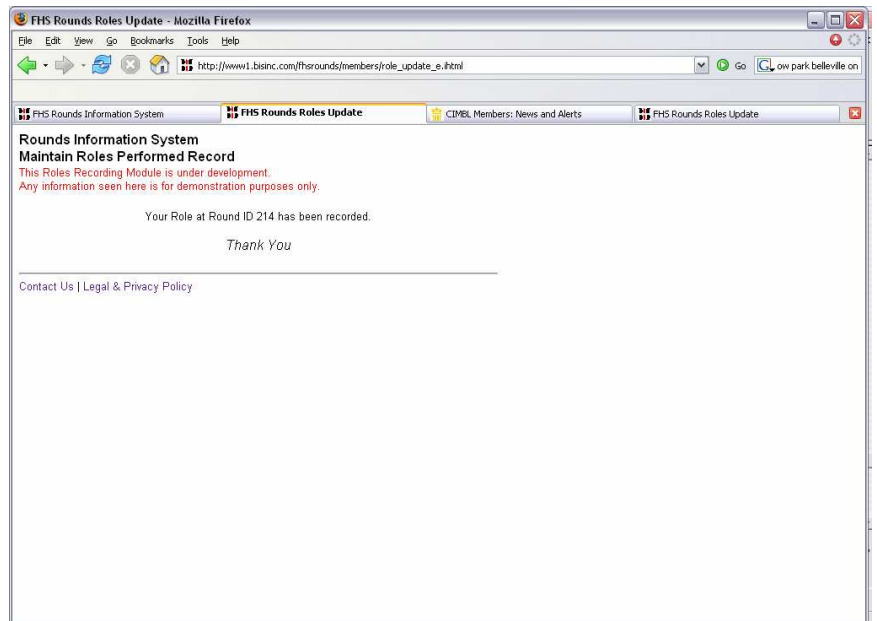 FHS Rounds Roles Update - Mozilla Firefox
File Edit View Go Bookmarks Tools Help
http://www1.bisinc.com/fhsrounds/members/role_update_e.ihtml Go G ow park belleville on
FHS Rounds Information System FHS Rounds Roles Update CIMBL Members: News and Alerts FHS Rounds Roles Update
Rounds Information System
Maintain Roles Performed Record
This Roles Recording Module is under development.
Any information seen here is for demonstration purposes only.
Your Role at Round ID 214 has been recorded.
Thank You
Contact Us | Legal & Privacy Policy